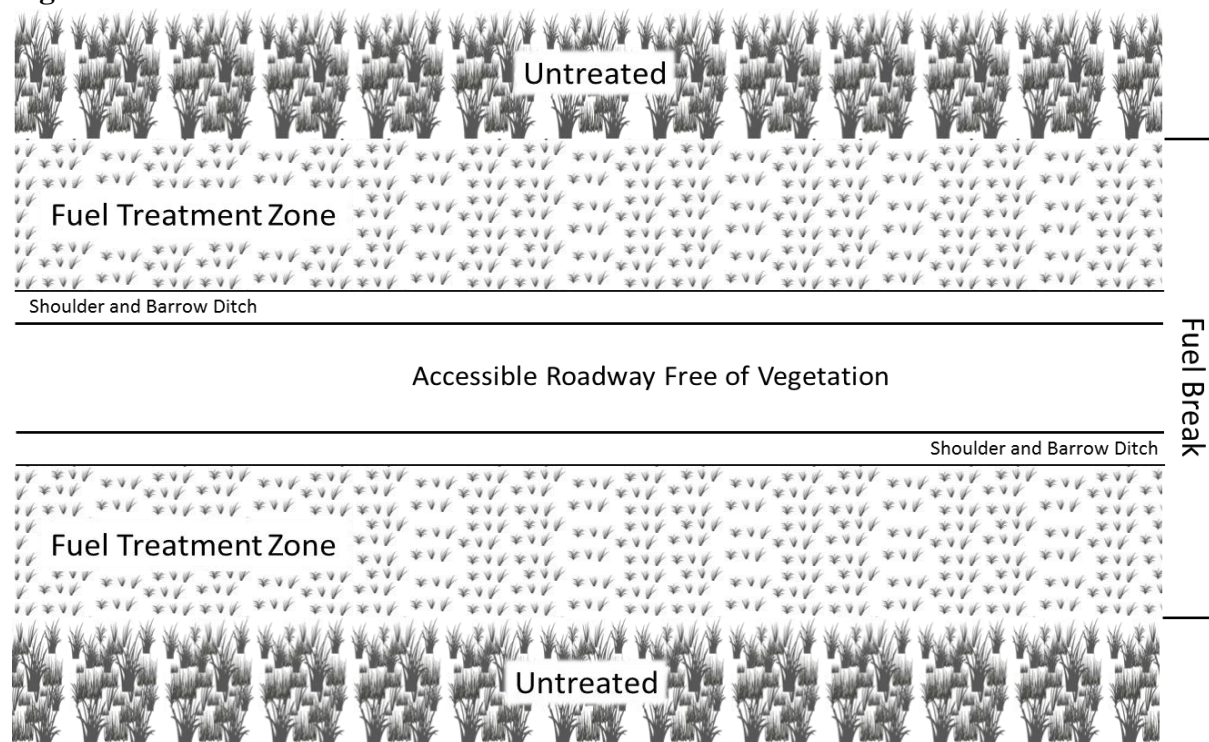 Untreated
Fuel Treatment Zone
Shoulder and Barrow Ditch
Accessible Roadway Free of Vegetation
Fuel Break
Shoulder and Barrow Ditch
Fuel Treatment Zone
Untreated